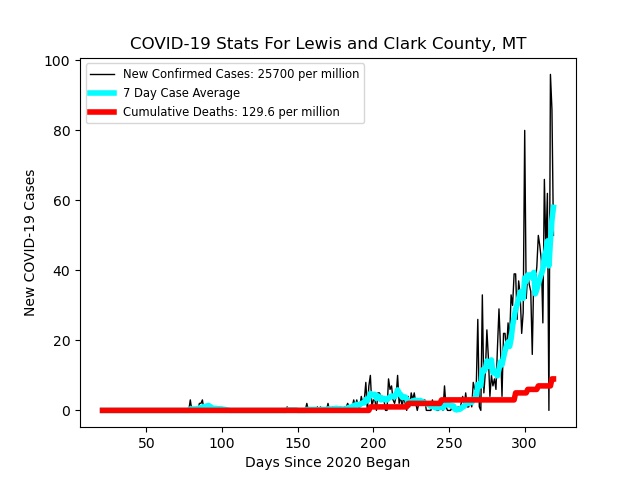 COVID-19 Stats For Lewis and Clark County, MT
New Confirmed Cases: 25700 per million
7 Day Case Average
Cumulative Deaths: 129.6 per million
New COVID-19 Cases
100
80
60
40
20
0
50 100 150 200 250 300
Days Since 2020 Began